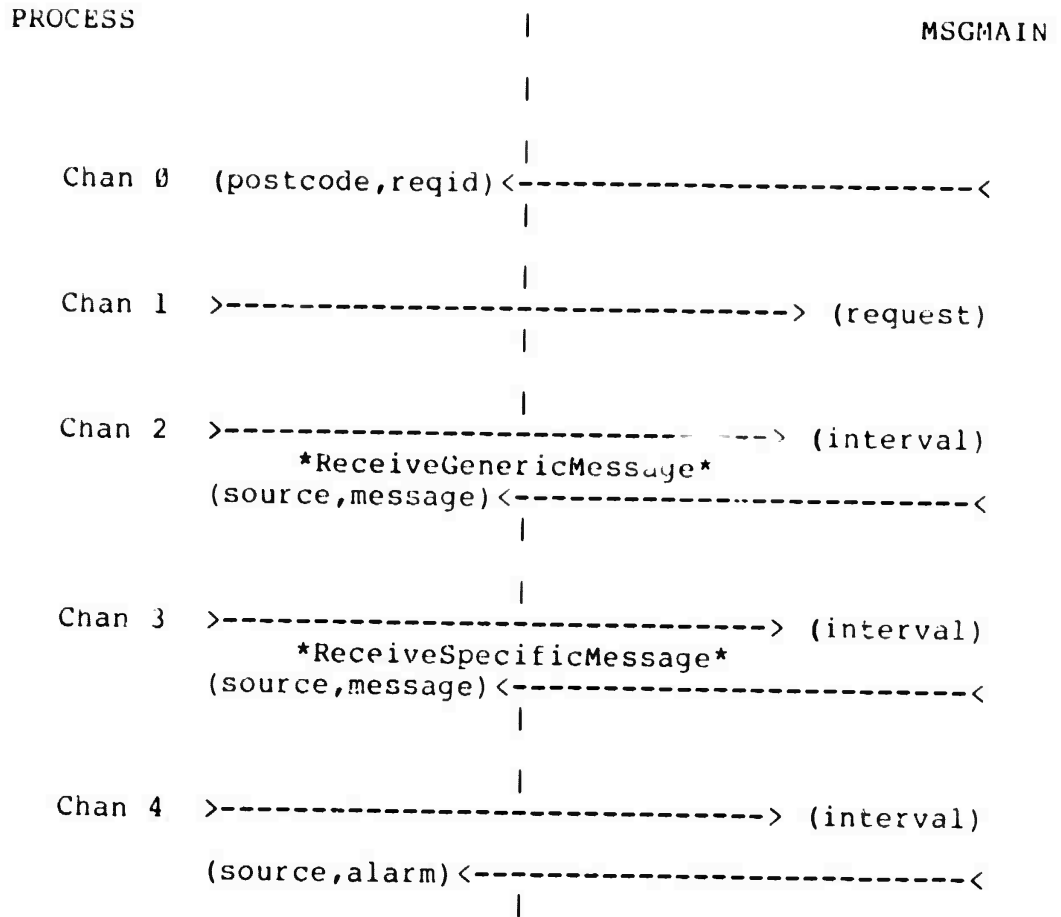 PROCESS | MSGMAIN
|
|
Chan 0 (postcode,reqid)<-------------------------<
|
|
Chan 1 >-------------------------------> (request)
|
|
Chan 2 >------------------------------> (interval)
*ReceiveGenericMessage*
(source,message)<-------------------------<
|
|
Chan 3 >------------------------------> (interval)
*ReceiveSpecificMessage*
(source,message)<-------------------------<
|
|
Chan 4 >------------------------------> (interval)
(source,alarm)<---------------------------<
|